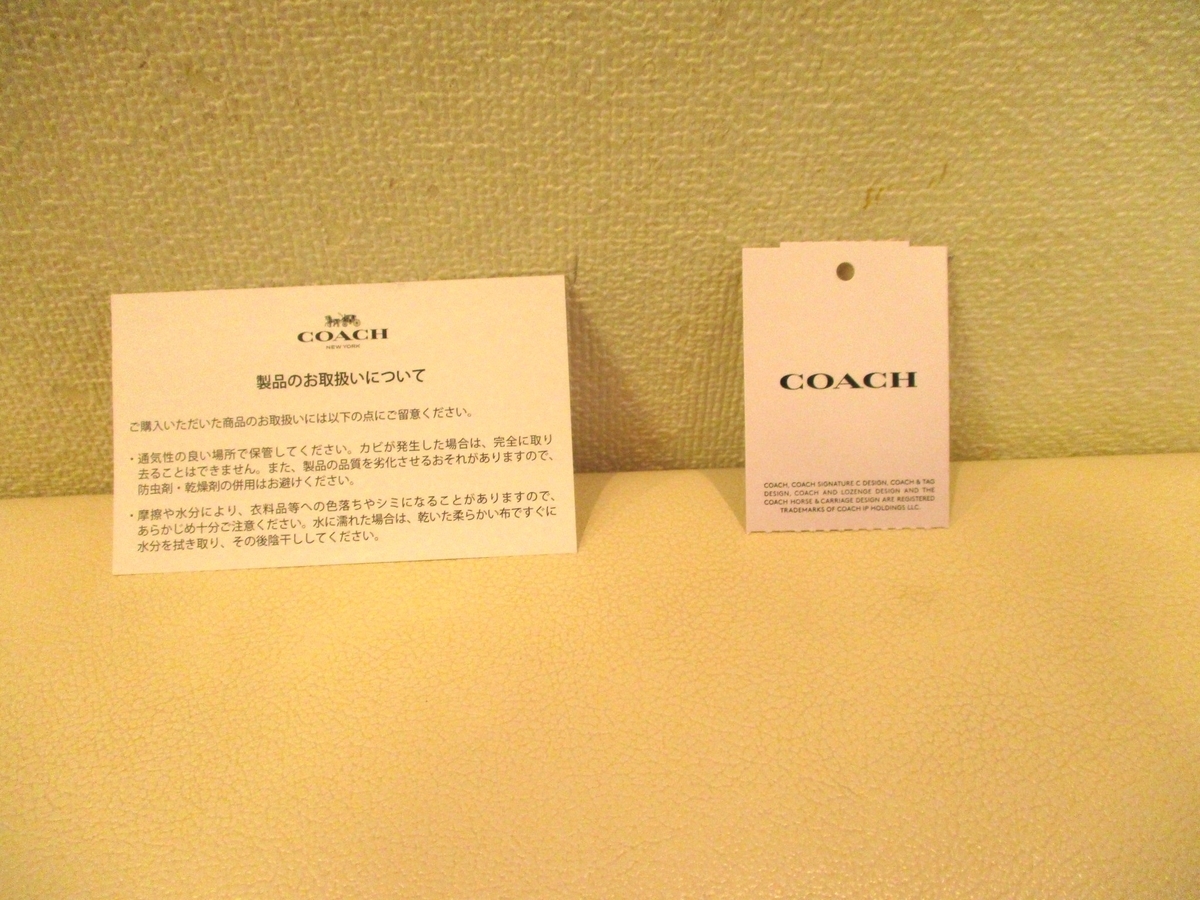 COACH
NEW YORK
製品のお取扱いについて
ご購入いただいた商品のお取扱いには以下の点にご留意ください。
・通気性の良い場所で保管してください。カビが発生した場合は、完全に取り
去ることはできません。また、製品の品質を劣化させるおそれがありますので、
防虫剤・乾燥剤の併用はお避けください。
・摩擦や水分により、衣料品等への色落ちやシミになることがありますので、
あらかじめ十分ご注意ください。水に濡れた場合は、乾いた柔らかい布ですぐに
水分を拭き取り、その後陰干ししてください。
COACH
COACH, COACH SIGNATURE C DESIGN, COACH & TAG
DESIGN, COACH AND LOZENGE DESIGN AND THE
COACH HORSE & CARRIAGE DESIGN ARE REGISTERED
TRADEMARKS OF COACH IP HOLDINGS LLC.